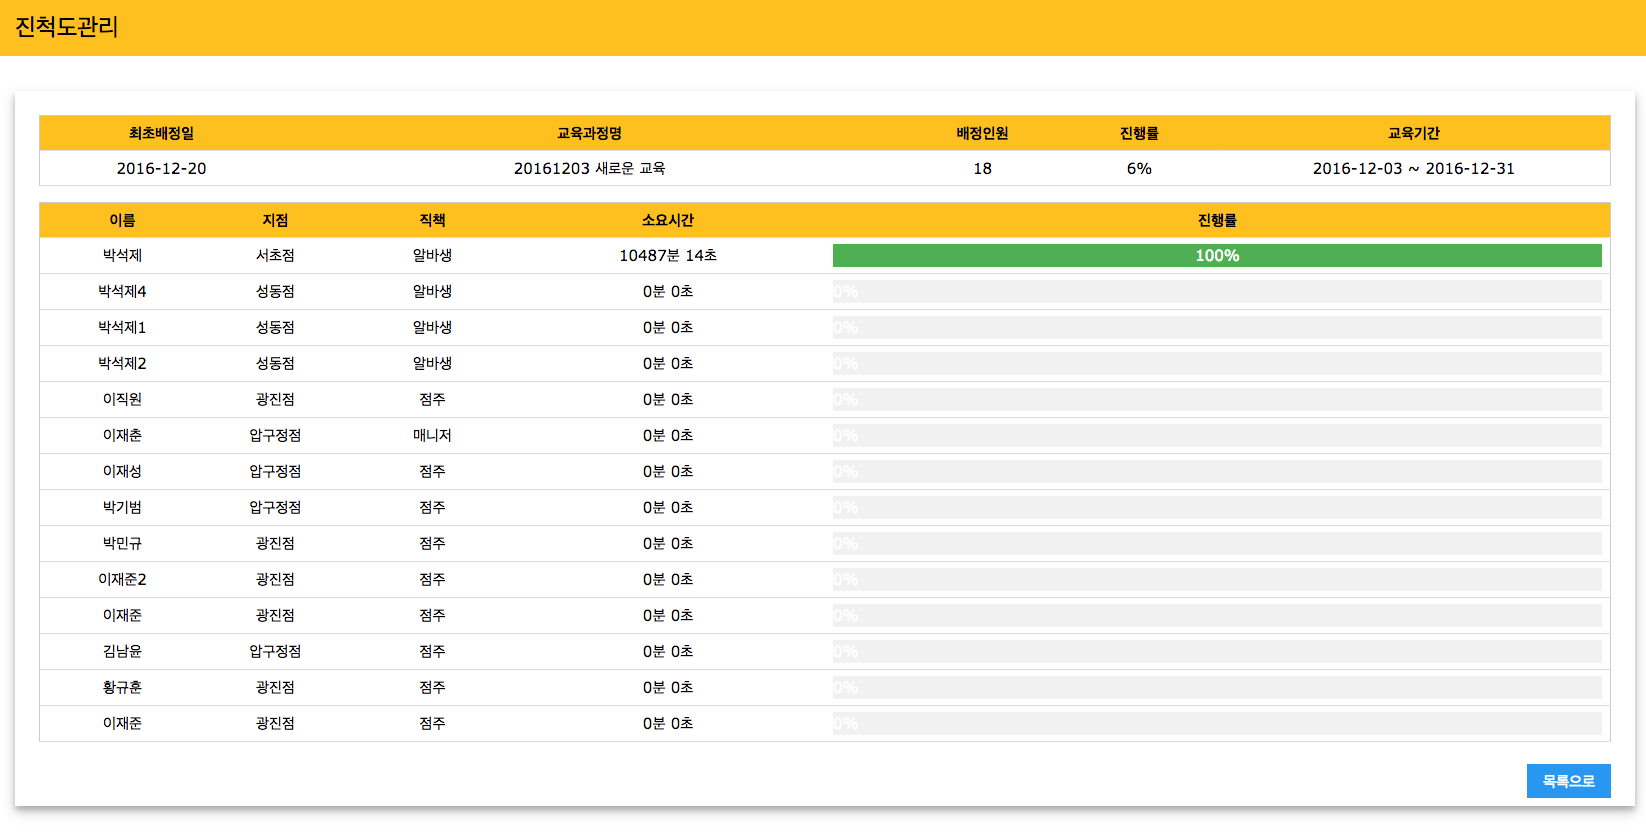 진척도관리
최초배정일 교육과정명 배정인원 진행률 교육기간
2016-12-20 20161203 새로운 교육 18 6% 2016-12-03 ~ 2016-12-31
이름 지점 직책 소요시간 진행률
박석제 서초점 알바생 10487분 14초 100%
박석제4 성동점 알바생 0분 0초 0%
박석제1 성동점 알바생 0분 0초 0%
박석제2 성동점 알바생 0분 0초 0%
이직원 광진점 점주 0분 0초 0%
이재춘 압구정점 매니저 0분 0초 0%
이재성 압구정점 점주 0분 0초 0%
박기범 압구정점 점주 0분 0초 0%
박민규 광진점 점주 0분 0초 0%
이재준2 광진점 점주 0분 0초 0%
이재준 광진점 점주 0분 0초 0%
김남윤 압구정점 점주 0분 0초 0%
황규훈 광진점 점주 0분 0초 0%
이재준 광진점 점주 0분 0초 0%
목록으로